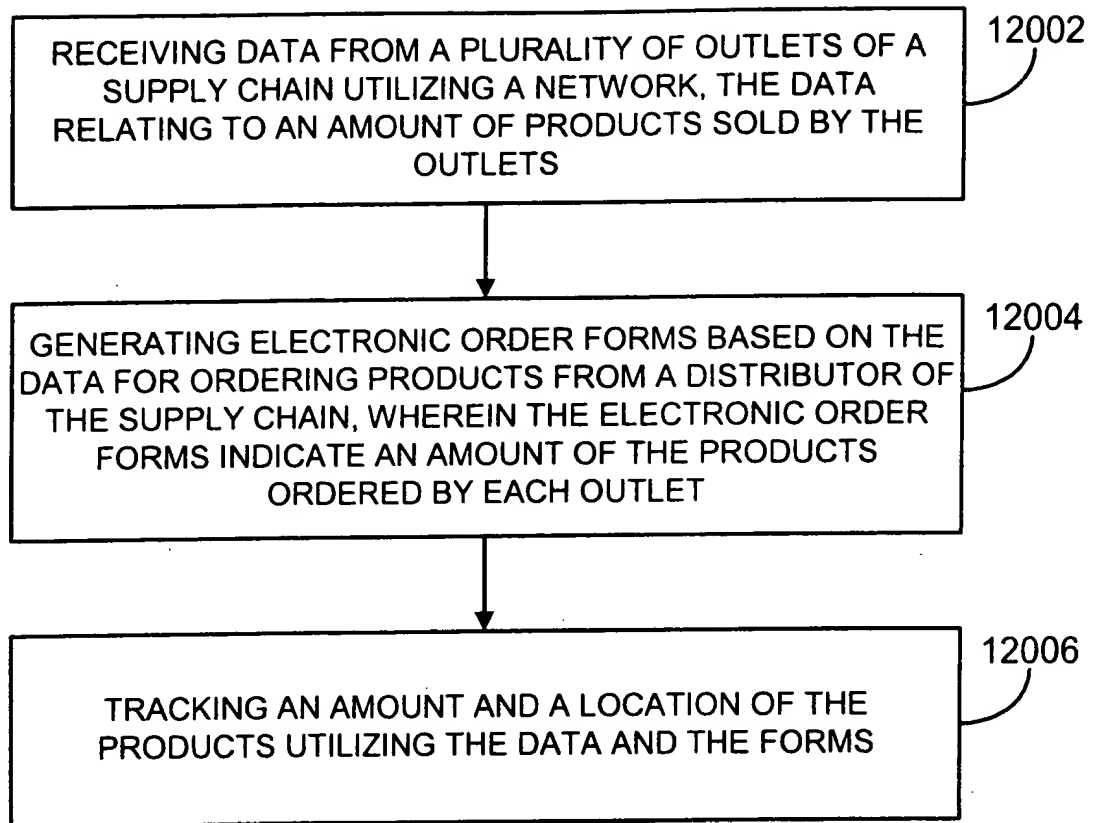 12002
RECEIVING DATA FROM A PLURALITY OF OUTLETS OF A
SUPPLY CHAIN UTILIZING A NETWORK, THE DATA
RELATING TO AN AMOUNT OF PRODUCTS SOLD BY THE
OUTLETS
12004
GENERATING ELECTRONIC ORDER FORMS BASED ON THE
DATA FOR ORDERING PRODUCTS FROM A DISTRIBUTOR OF
THE SUPPLY CHAIN, WHEREIN THE ELECTRONIC ORDER
FORMS INDICATE AN AMOUNT OF THE PRODUCTS
ORDERED BY EACH OUTLET
12006
TRACKING AN AMOUNT AND A LOCATION OF THE
PRODUCTS UTILIZING THE DATA AND THE FORMS